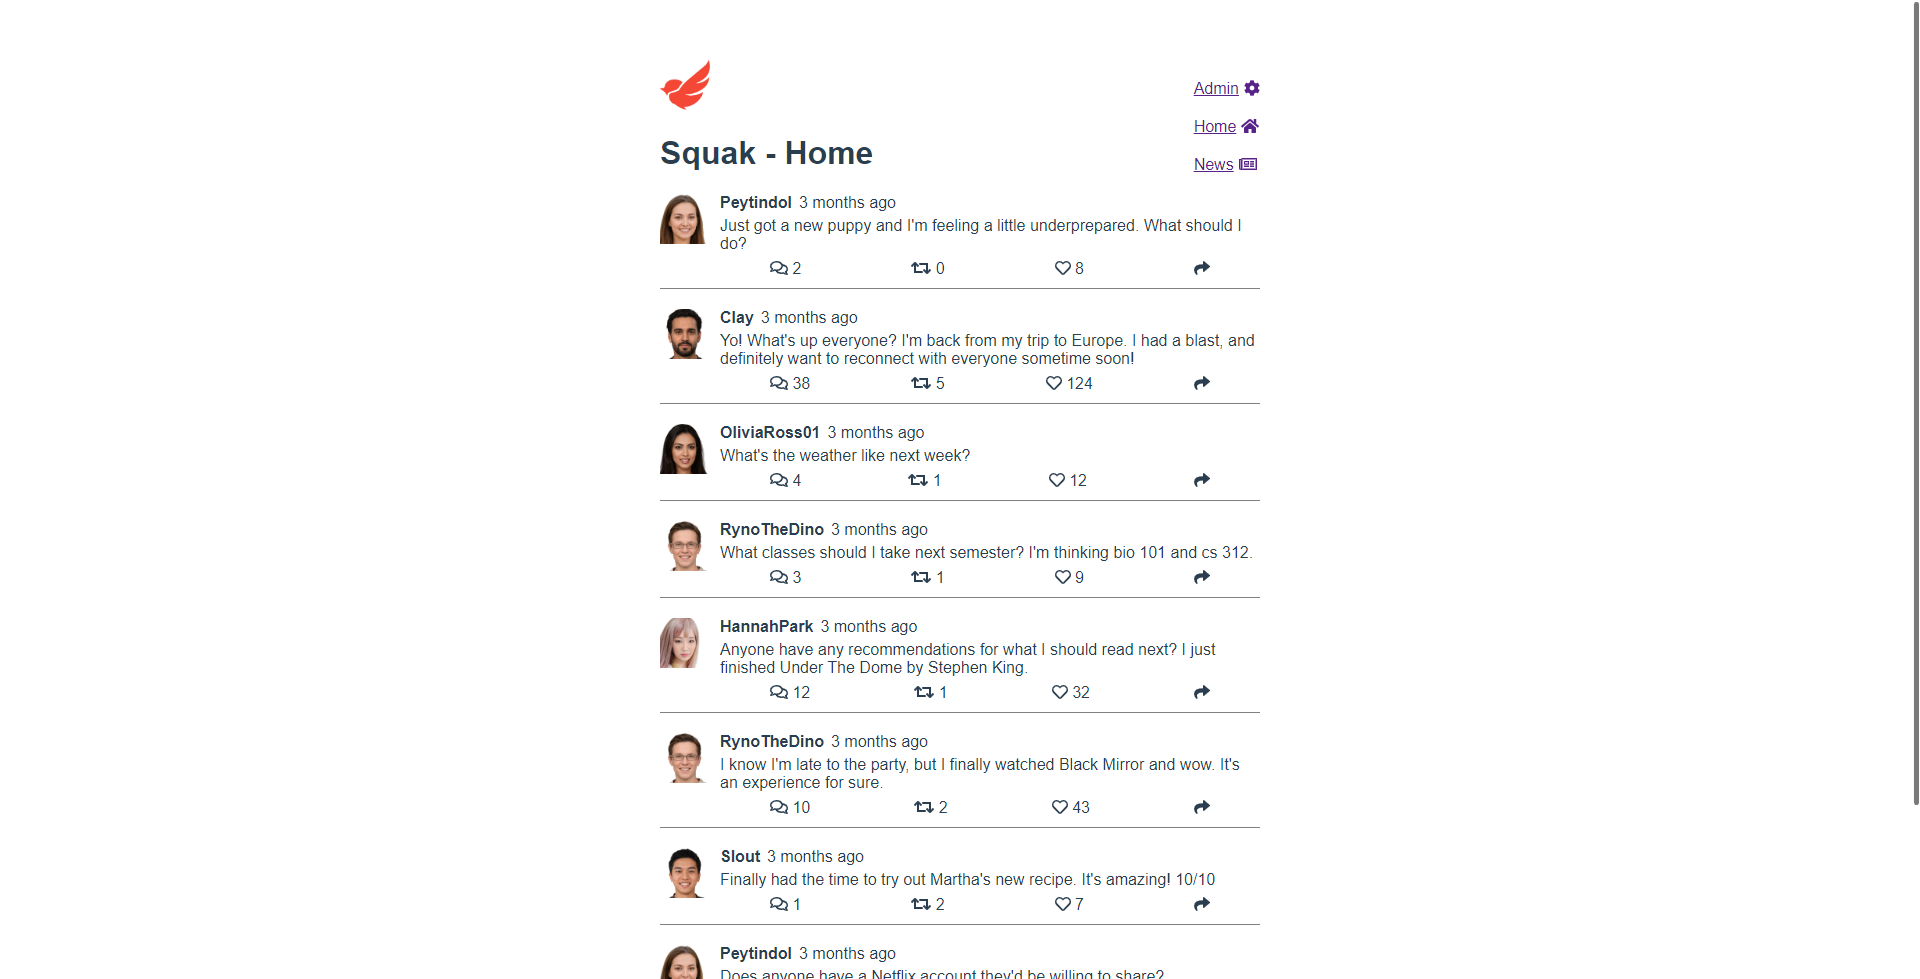 Admin
Home
Squak - Home
News
Peytindol 3 months ago
Just got a new puppy and I'm feeling a little underprepared. What should I
do?
2 0 8
Clay 3 months ago
Yo! What's up everyone? I'm back from my trip to Europe. I had a blast, and
definitely want to reconnect with everyone sometime soon!
38 5 124
OliviaRoss01 3 months ago
What's the weather like next week?
4 1 12
RynoTheDino 3 months ago
What classes should I take next semester? I'm thinking bio 101 and cs 312.
3 1 9
HannahPark 3 months ago
Anyone have any recommendations for what I should read next? I just
finished Under The Dome by Stephen King.
12 1 32
RynoTheDino 3 months ago
I know I'm late to the party, but I finally watched Black Mirror and wow. It's
an experience for sure.
10 2 43
Slout 3 months ago
Finally had the time to try out Martha's new recipe. It's amazing! 10/10
1 2 7
Peytindol 3 months ago
Does anyone have a Netflix account they'd be willing to share?